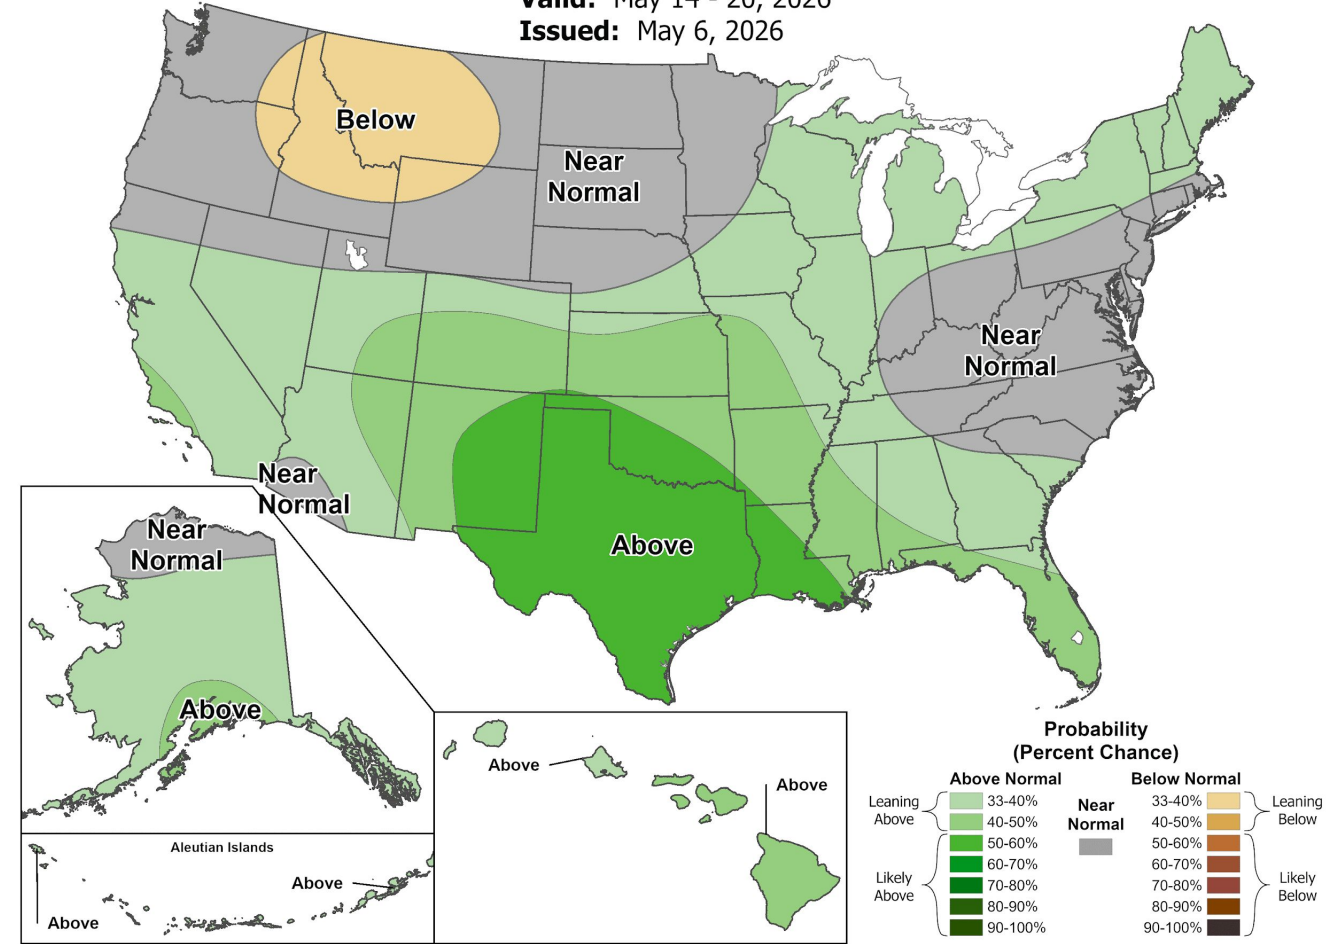 Valid: May 14 - 20, 2026
Issued: May 6, 2026
Below
Near
Normal
Near
Normal
Near
Normal
Above
Near
Normal
Above
Aleutian Islands
Above
Above
Above
Above
Probability
(Percent Chance)
Above Normal
Below Normal
Leaning
Above
33-40%
40-50%
Likely
Above
50-60%
60-70%
70-80%
80-90%
90-100%
Near
Normal
33-40%
40-50%
Leaning
Below
50-60%
60-70%
70-80%
80-90%
90-100%
Likely
Below